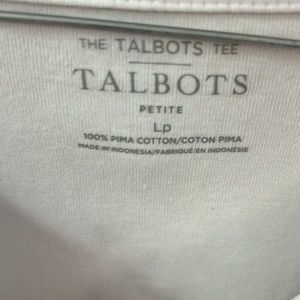 THE TALBOTS TEE
TALBOTS
PETITE
Lp
100% PIMA COTTON/COTON PIMA
MADE IN INDONESIA/FABRIQUÉ EN INDONÉSIE